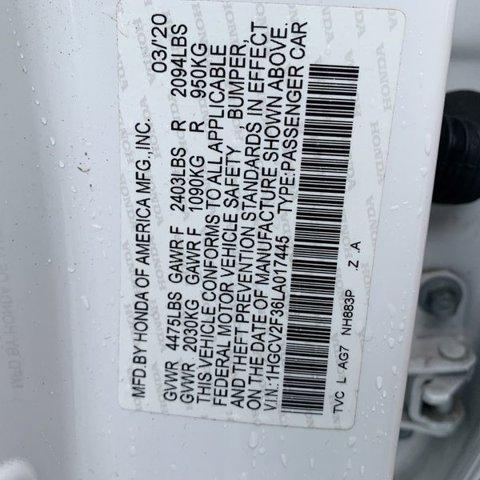 MFD.BY HONDA OF AMERICA MFG.,INC. 03/'20
GVWR 4475LBS GAWR F 2403LBS R 2094LBS
GVWR 2030KG GAWR F 1090KG R 950KG
THIS VEHICLE CONFORMS TO ALL APPLICABLE
FEDERAL MOTOR VEHICLE SAFETY, BUMPER,
AND THEFT PREVENTION STANDARDS IN EFFECT
ON THE DATE OF MANUFACTURE SHOWN ABOVE.
V.I.N.:1HGCV2F36LA017445 TYPE:PASSENGER CAR
TVC L AG7 NH883P .Z .A